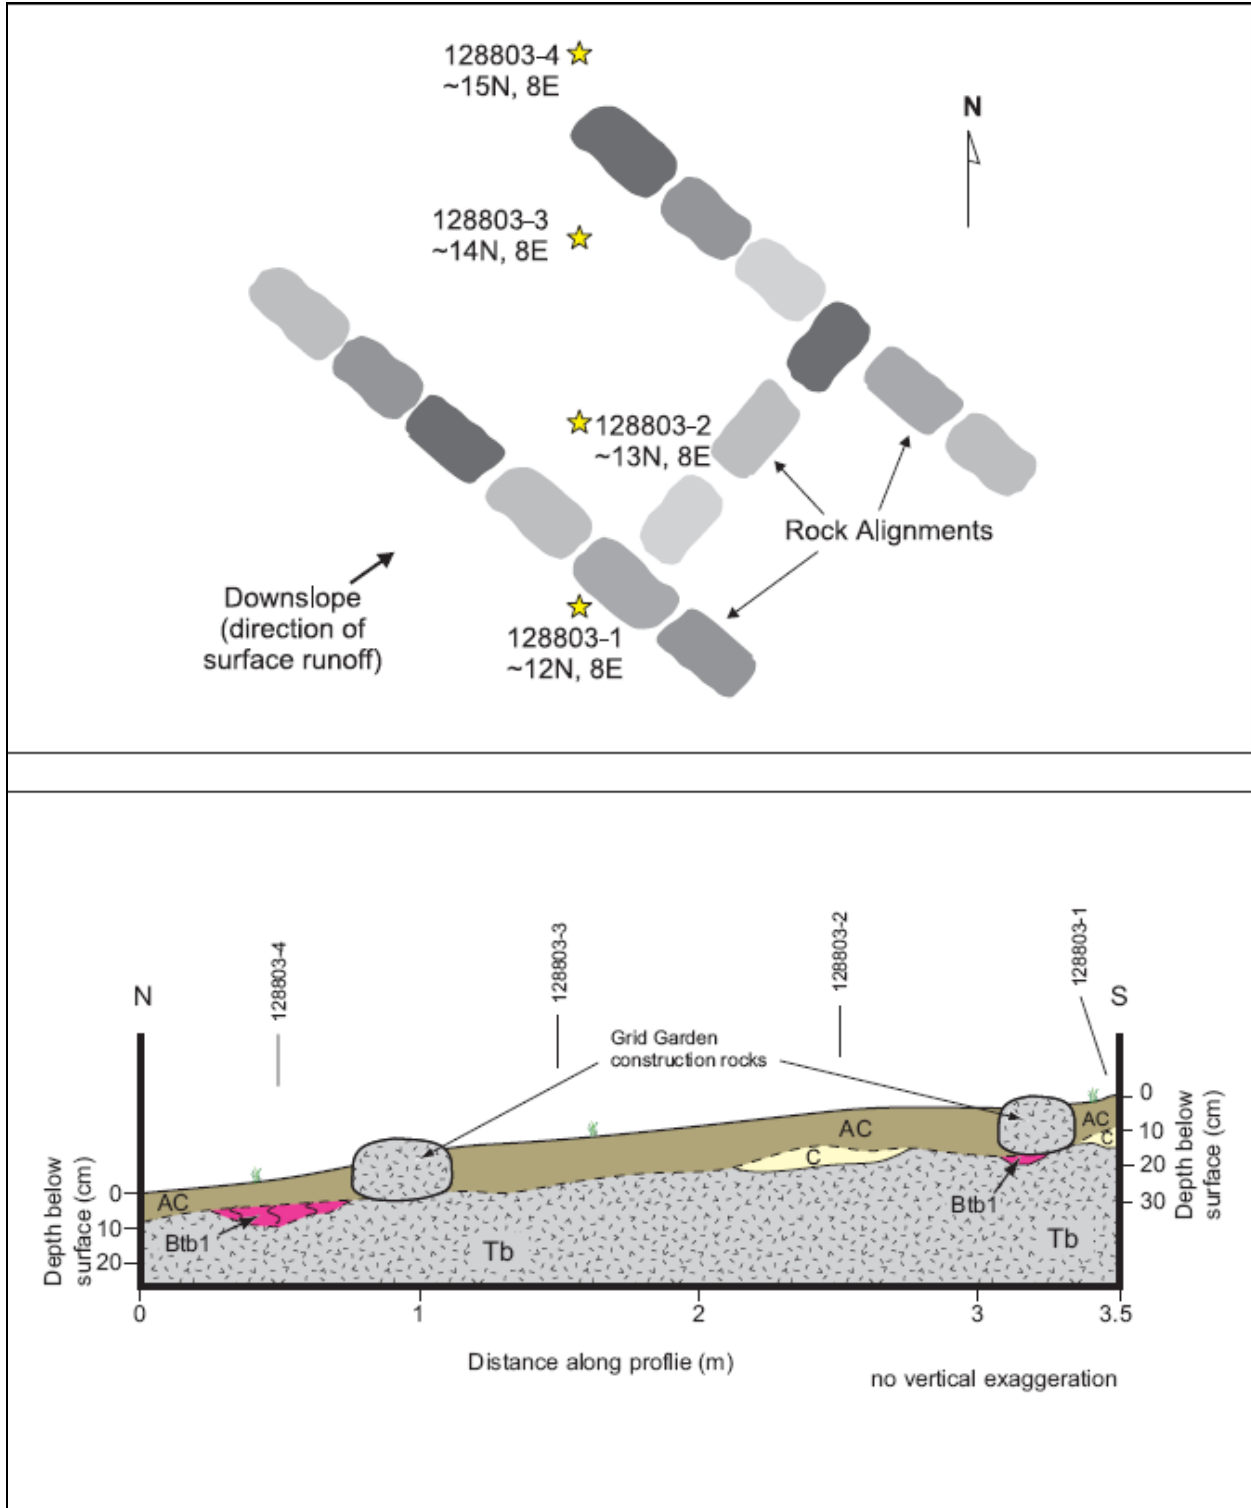 128803-4
~15N, 8E
N
128803-3
~14N, 8E
128803-2
~13N, 8E
Rock Alignments
Downslope
(direction of
surface runoff)
128803-1
~12N, 8E
128803-4
128803-3
128803-2
128803-1
N
S
Grid Garden
construction rocks
0
10
20
30
Depth below
surface (cm)
AC
AC
C
C
0
10
20
Depth below
surface (cm)
AC
Btb1
Btb1
Tb
Tb
0
1
2
3
3.5
Distance along proflie (m)
no vertical exaggeration